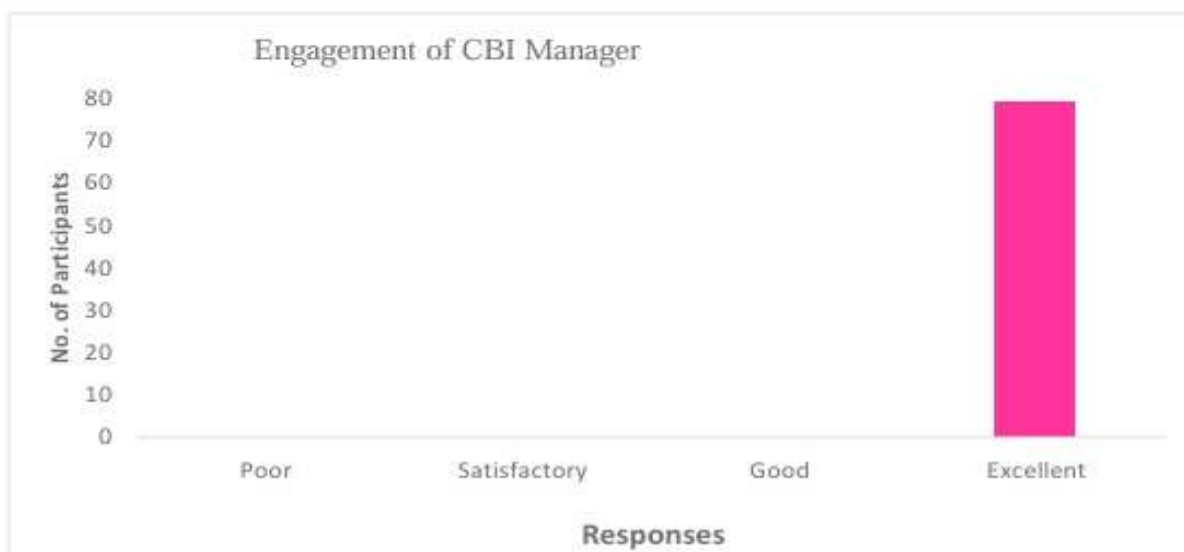 Engagement of CBI Manager
80
70
60
50
40
30
20
10
0
No. of Participants
Poor Satisfactory Good Excellent
Responses